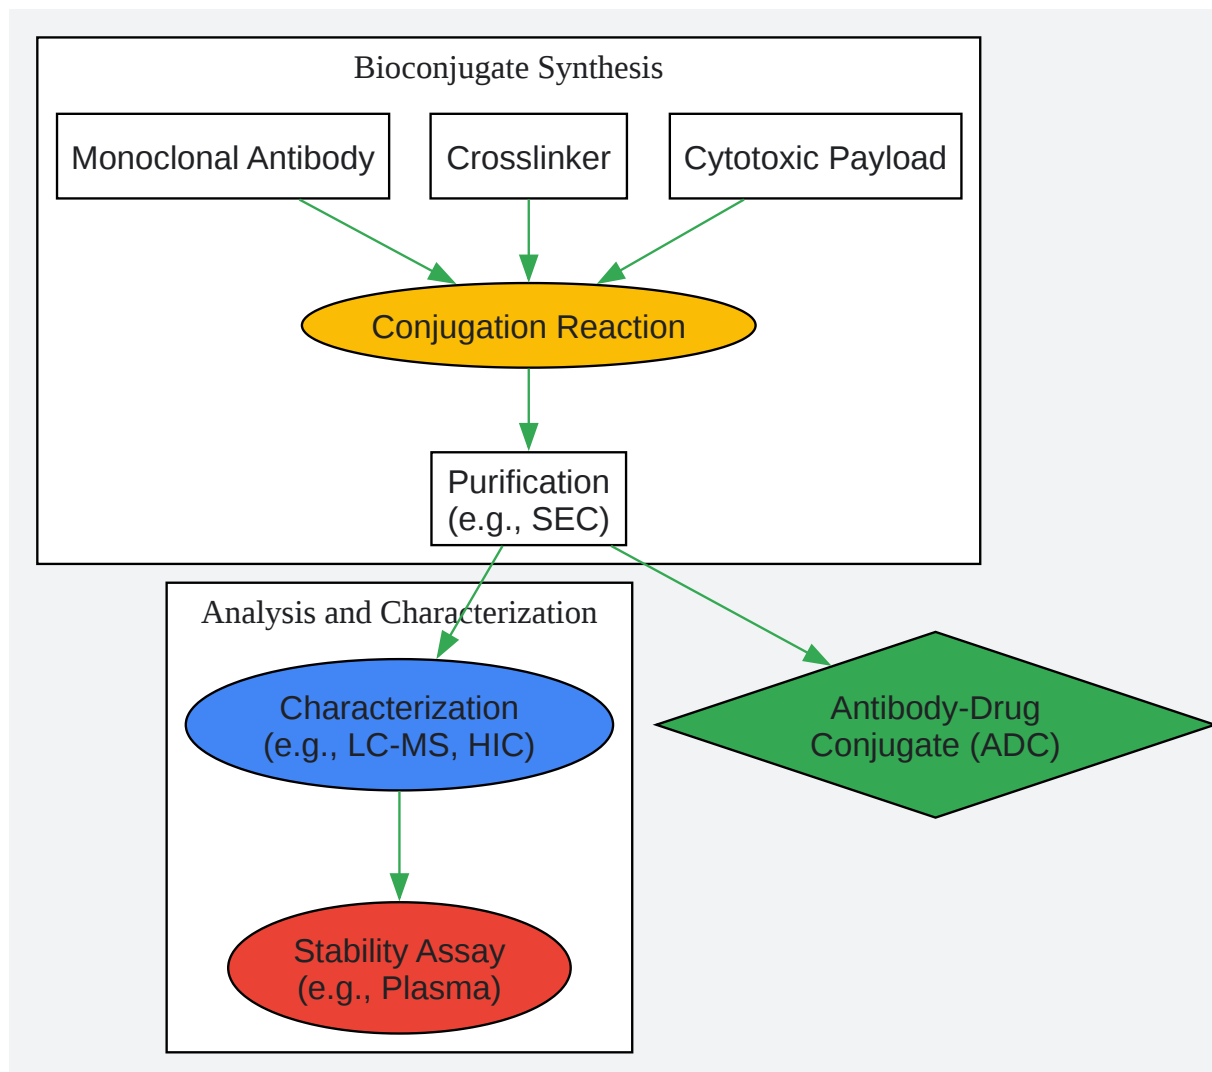 Bioconjugate Synthesis
Monoclonal Antibody
Crosslinker
Cytotoxic Payload
Conjugation Reaction
Purification
(e.g., SEC)
Analysis and Characterization
Characterization
(e.g., LC-MS, HIC)
Antibody-Drug
Conjugate (ADC)
Stability Assay
(e.g., Plasma)